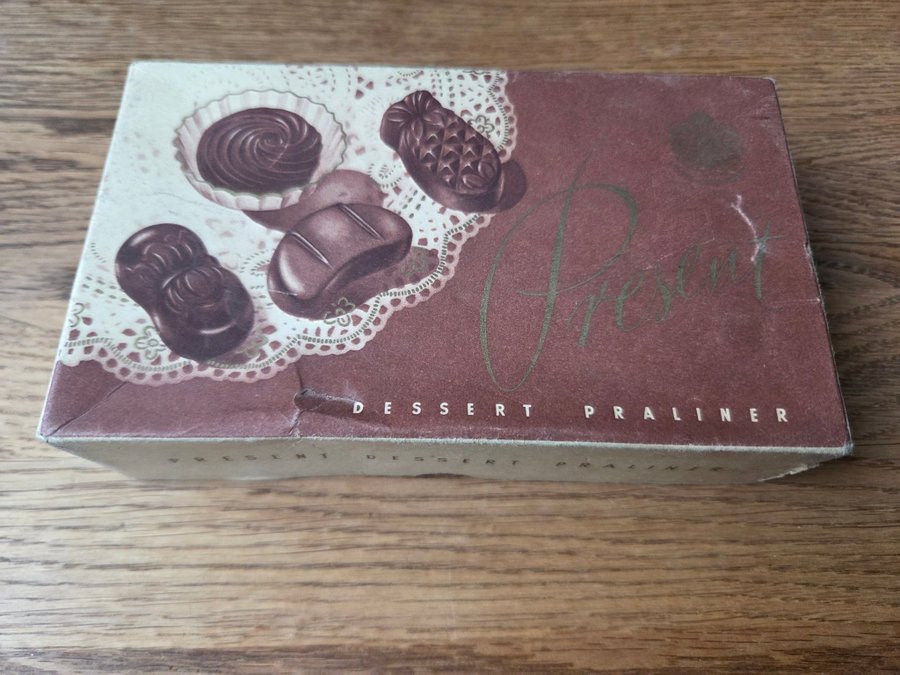 Present
DESSERT PRALINER
PRESENT DESSERT PRALINER